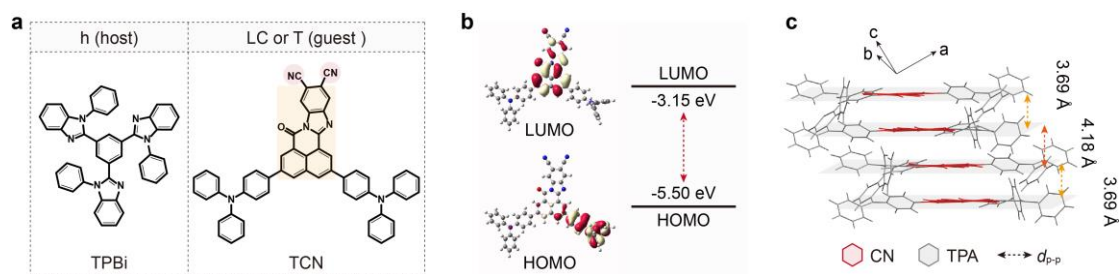 a
h (host)
LC or T (guest )
N
N
N
N
N
N
TPBi
NC
CN
N
N
O
N
N
TCN
b
LUMO
LUMO
-3.15 eV
-5.50 eV
HOMO
HOMO
c
c
b
a
3.69 Å
4.18 Å
3.69 Å
CN
TPA
dp-p